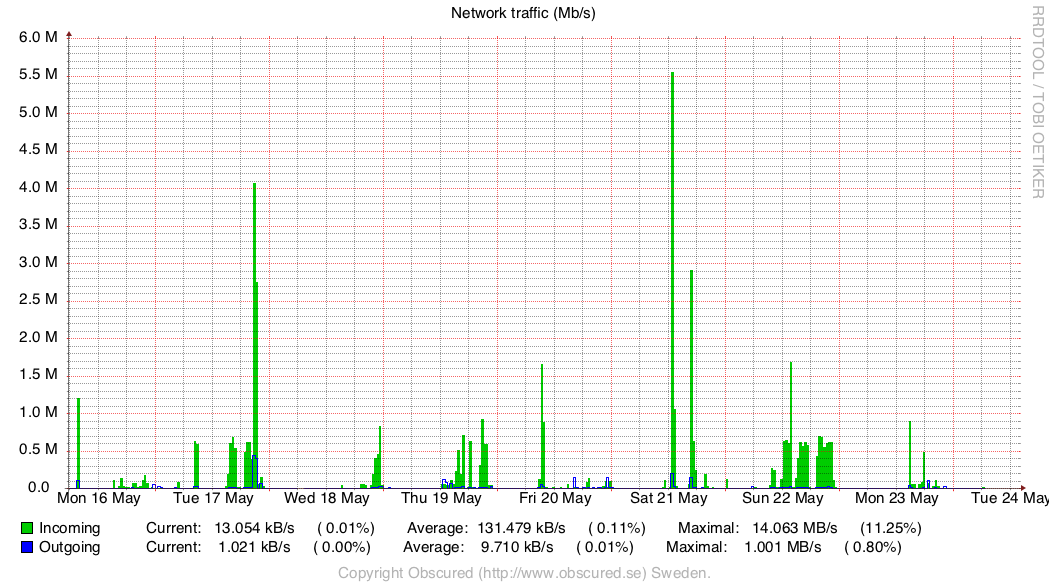 Network traffic (Mb/s)
RRDTOOL / TOBI OETIKER
6.0 M
5.5 M
5.0 M
4.5 M
4.0 M
3.5 M
3.0 M
2.5 M
2.0 M
1.5 M
1.0 M
0.5 M
0.0
Mon 16 May Tue 17 May Wed 18 May Thu 19 May Fri 20 May Sat 21 May Sun 22 May Mon 23 May Tue 24 May
Incoming Current: 13.054 kB/s ( 0.01%) Average: 131.479 kB/s ( 0.11%) Maximal: 14.063 MB/s (11.25%)
Outgoing Current: 1.021 kB/s ( 0.00%) Average: 9.710 kB/s ( 0.01%) Maximal: 1.001 MB/s ( 0.80%)
Copyright Obscured (http://www.obscured.se) Sweden.